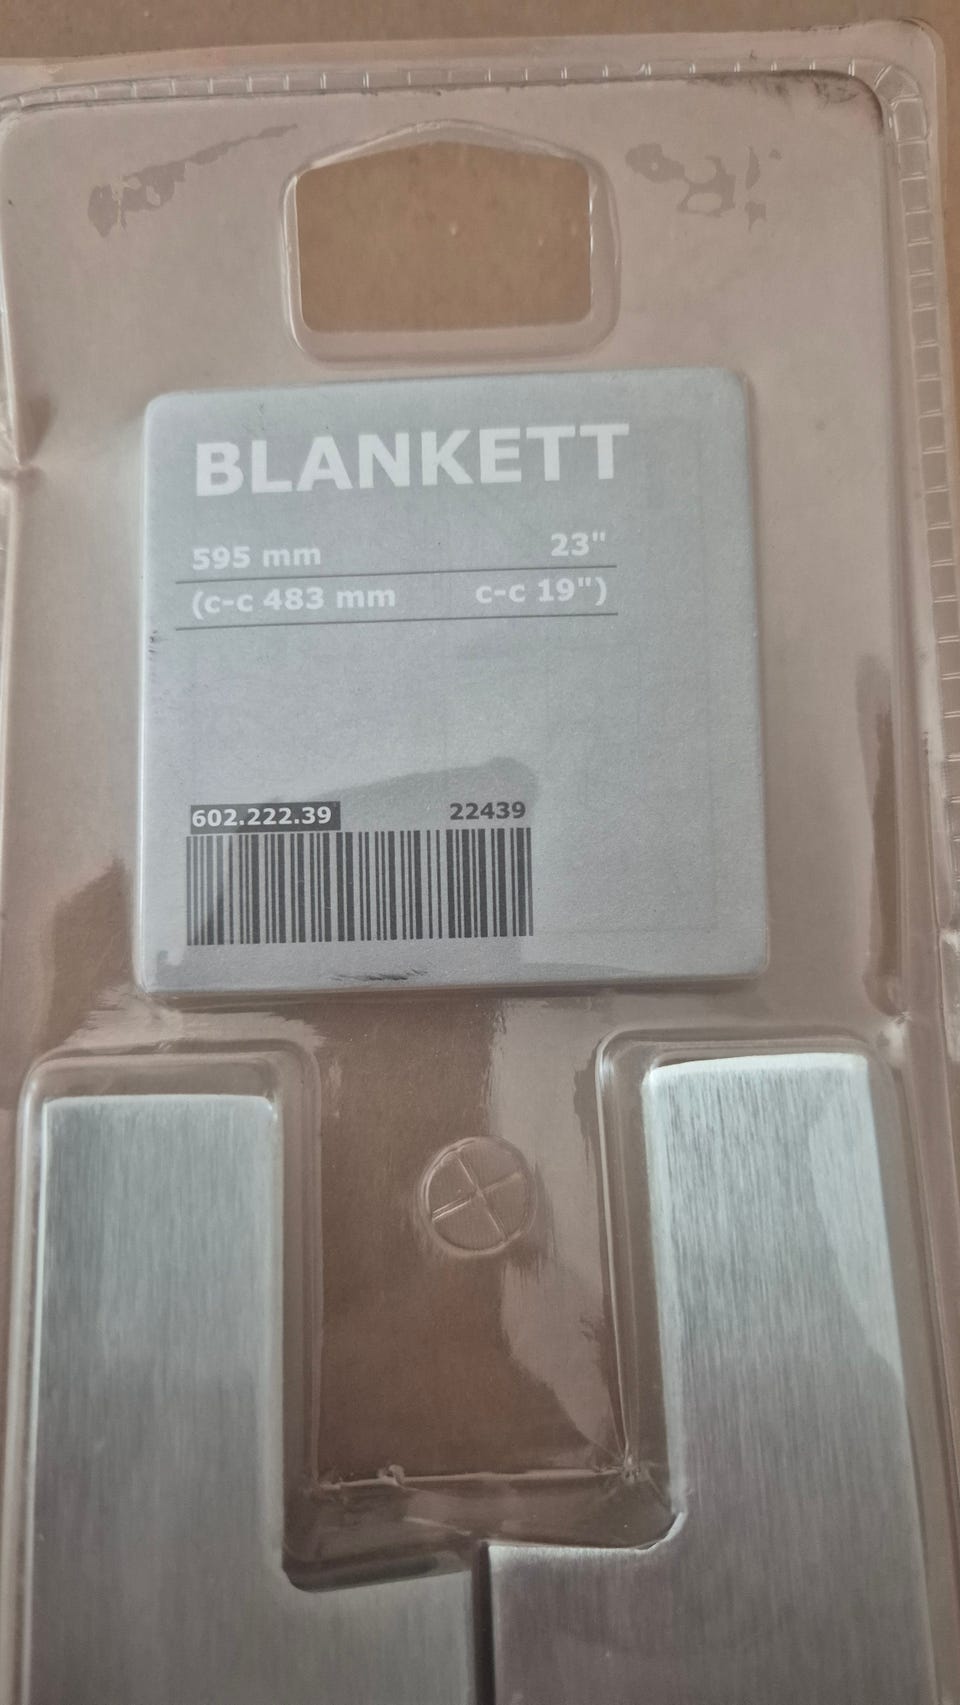 BLANKETT
595 mm 23"
(c-c 483 mm c-c 19")
602.222.39 22439